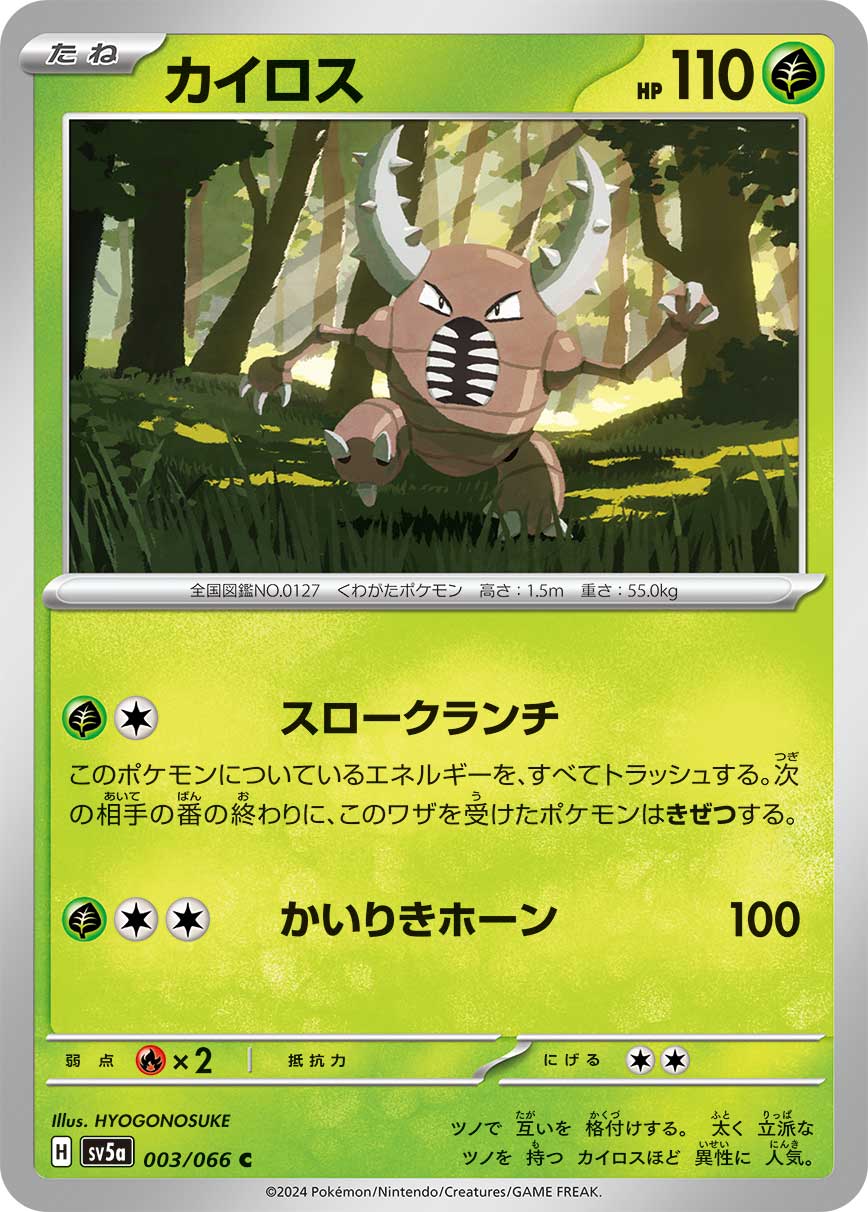 たね
カイロス
HP 110
全国図鑑NO.0127 くわがたポケモン 高さ：1.5m 重さ：55.0kg
スロークランチ
このポケモンについているエネルギーを、すべてトラッシュする。次
の相手の番の終わりに、このワザを受けたポケモンはきぜつする。
かいりきホーン 100
弱点 ×2 抵抗力 にげる
Illus. HYOGONOSUKE
ツノで 互いを 格付けする。 太く 立派な
ツノを 持つ カイロスほど 異性に 人気。
H sv5a 003/066 C
©2024 Pokémon/Nintendo/Creatures/GAME FREAK.